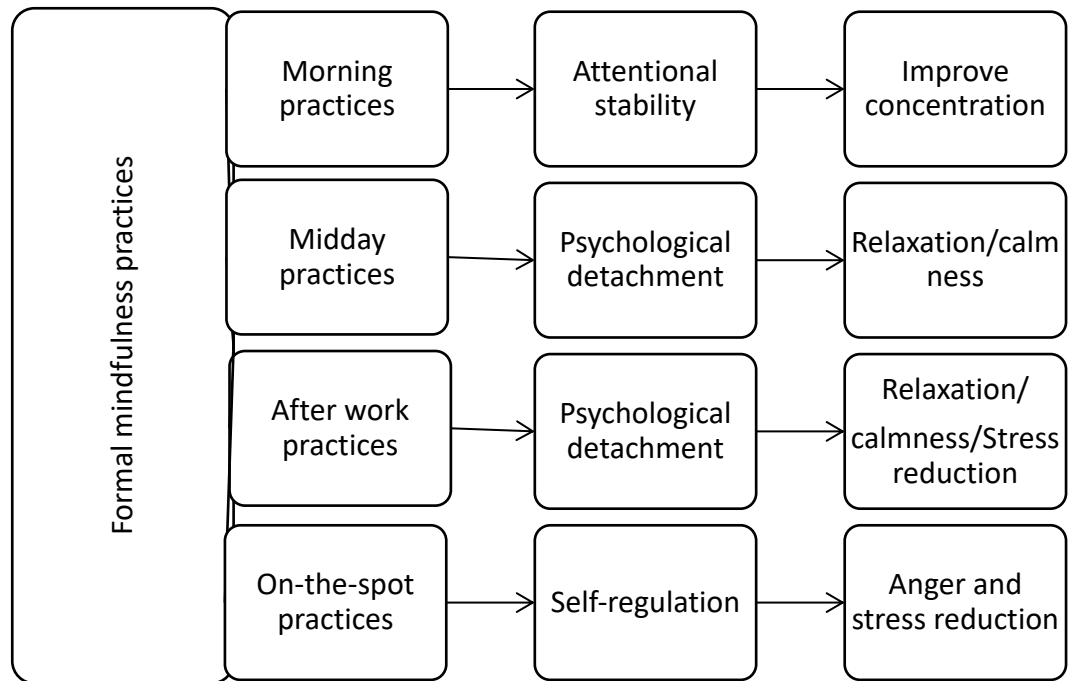 Formal mindfulness practices
Morning
practices
Attentional
stability
Improve
concentration
Midday
practices
Psychological
detachment
Relaxation/calm
ness
After work
practices
Psychological
detachment
Relaxation/
calmness/Stress
reduction
On-the-spot
practices
Self-regulation
Anger and
stress reduction